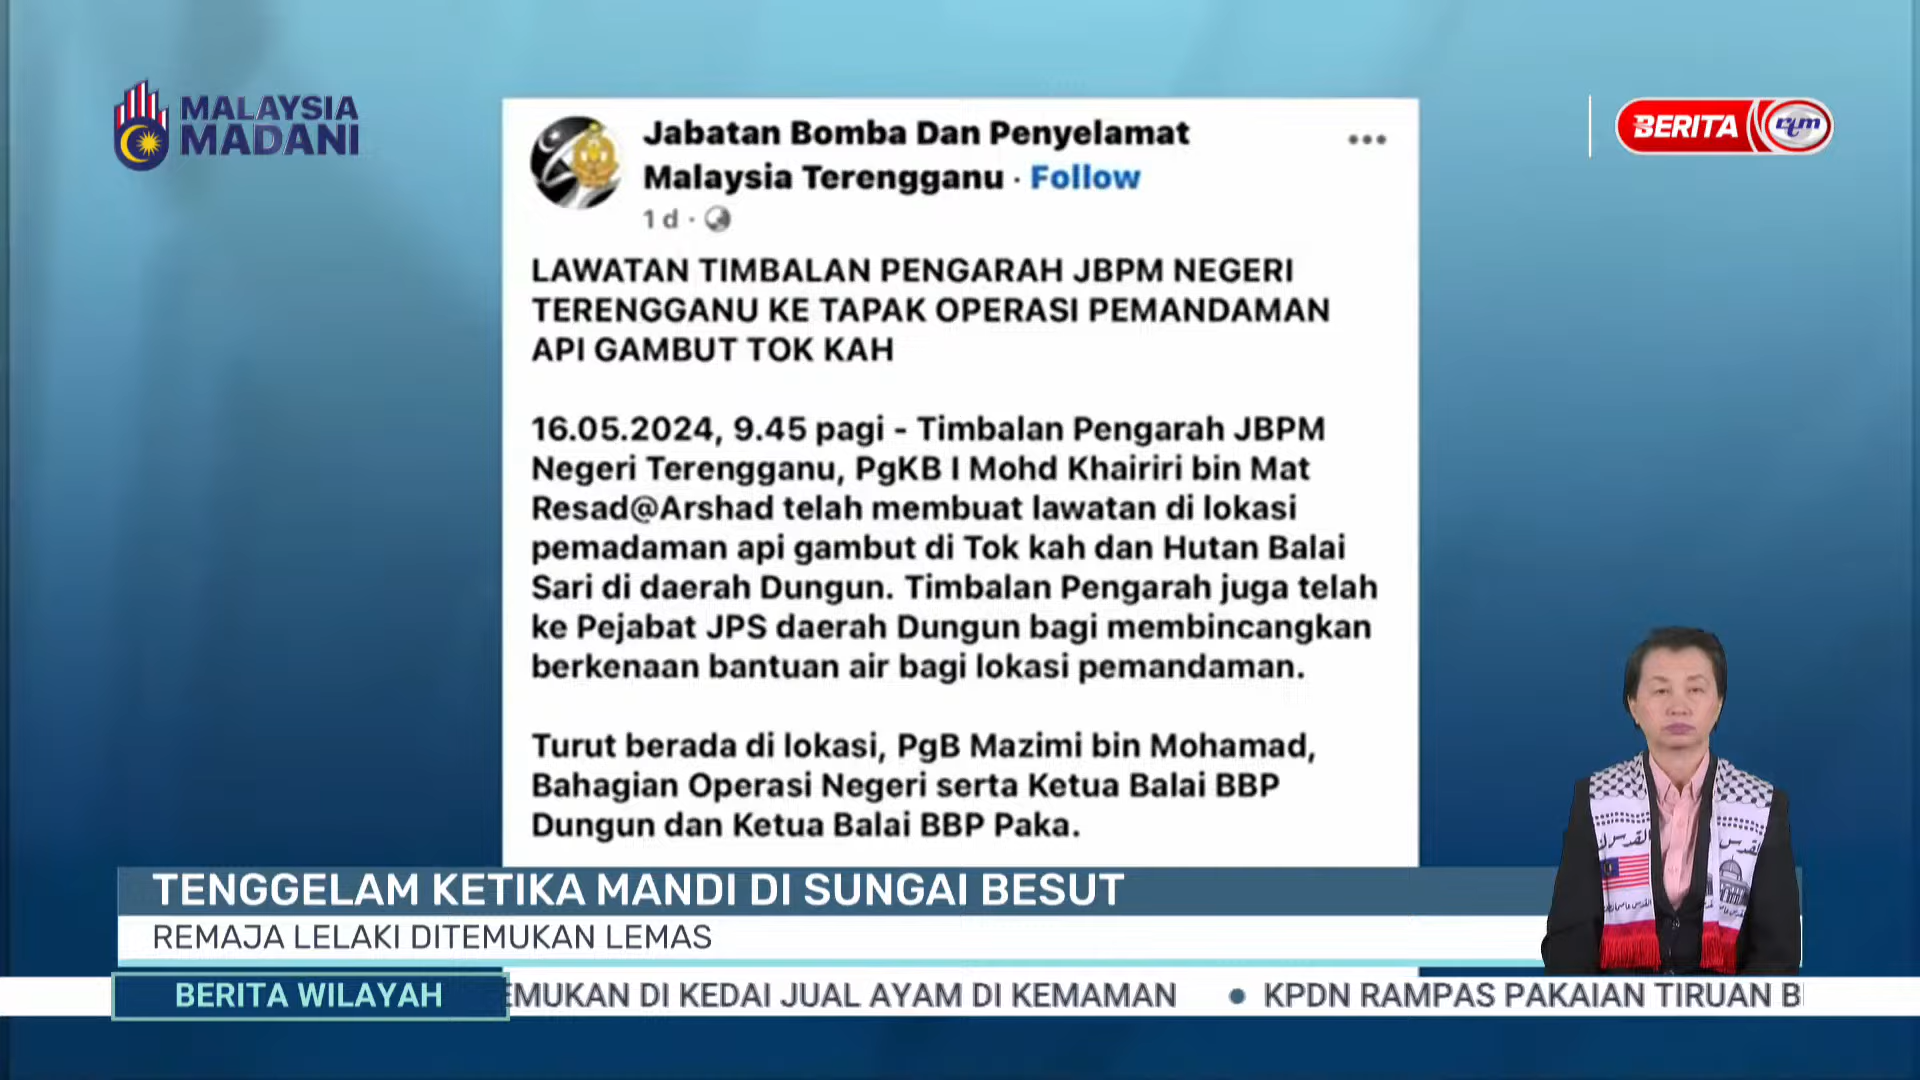 MALAYSIA
MADANI
BERITA rtm
Jabatan Bomba Dan Penyelamat
Malaysia Terengganu · Follow
1 d ·
LAWATAN TIMBALAN PENGARAH JBPM NEGERI
TERENGGANU KE TAPAK OPERASI PEMANDAMAN
API GAMBUT TOK KAH
16.05.2024, 9.45 pagi - Timbalan Pengarah JBPM
Negeri Terengganu, PgKB I Mohd Khairiri bin Mat
Resad@Arshad telah membuat lawatan di lokasi
pemadaman api gambut di Tok kah dan Hutan Balai
Sari di daerah Dungun. Timbalan Pengarah juga telah
ke Pejabat JPS daerah Dungun bagi membincangkan
berkenaan bantuan air bagi lokasi pemandaman.
Turut berada di lokasi, PgB Mazimi bin Mohamad,
Bahagian Operasi Negeri serta Ketua Balai BBP
Dungun dan Ketua Balai BBP Paka.
TENGGELAM KETIKA MANDI DI SUNGAI BESUT
REMAJA LELAKI DITEMUKAN LEMAS
BERITA WILAYAH
EMUKAN DI KEDAI JUAL AYAM DI KEMAMAN • KPDN RAMPAS PAKAIAN TIRUAN B